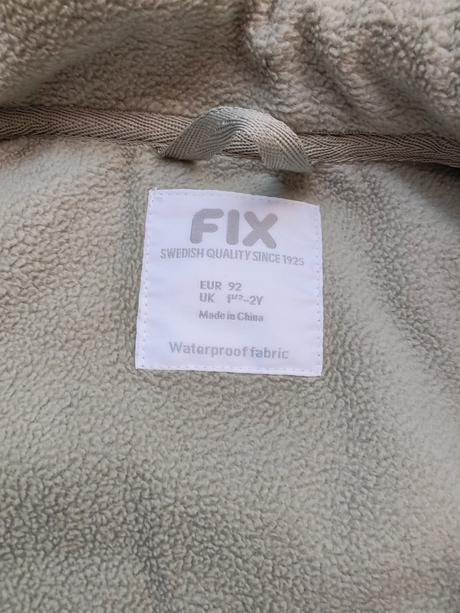 FIX
SWEDISH QUALITY SINCE 1925
EUR 92
UK 1½-2Y
Made in China
Waterproof fabric